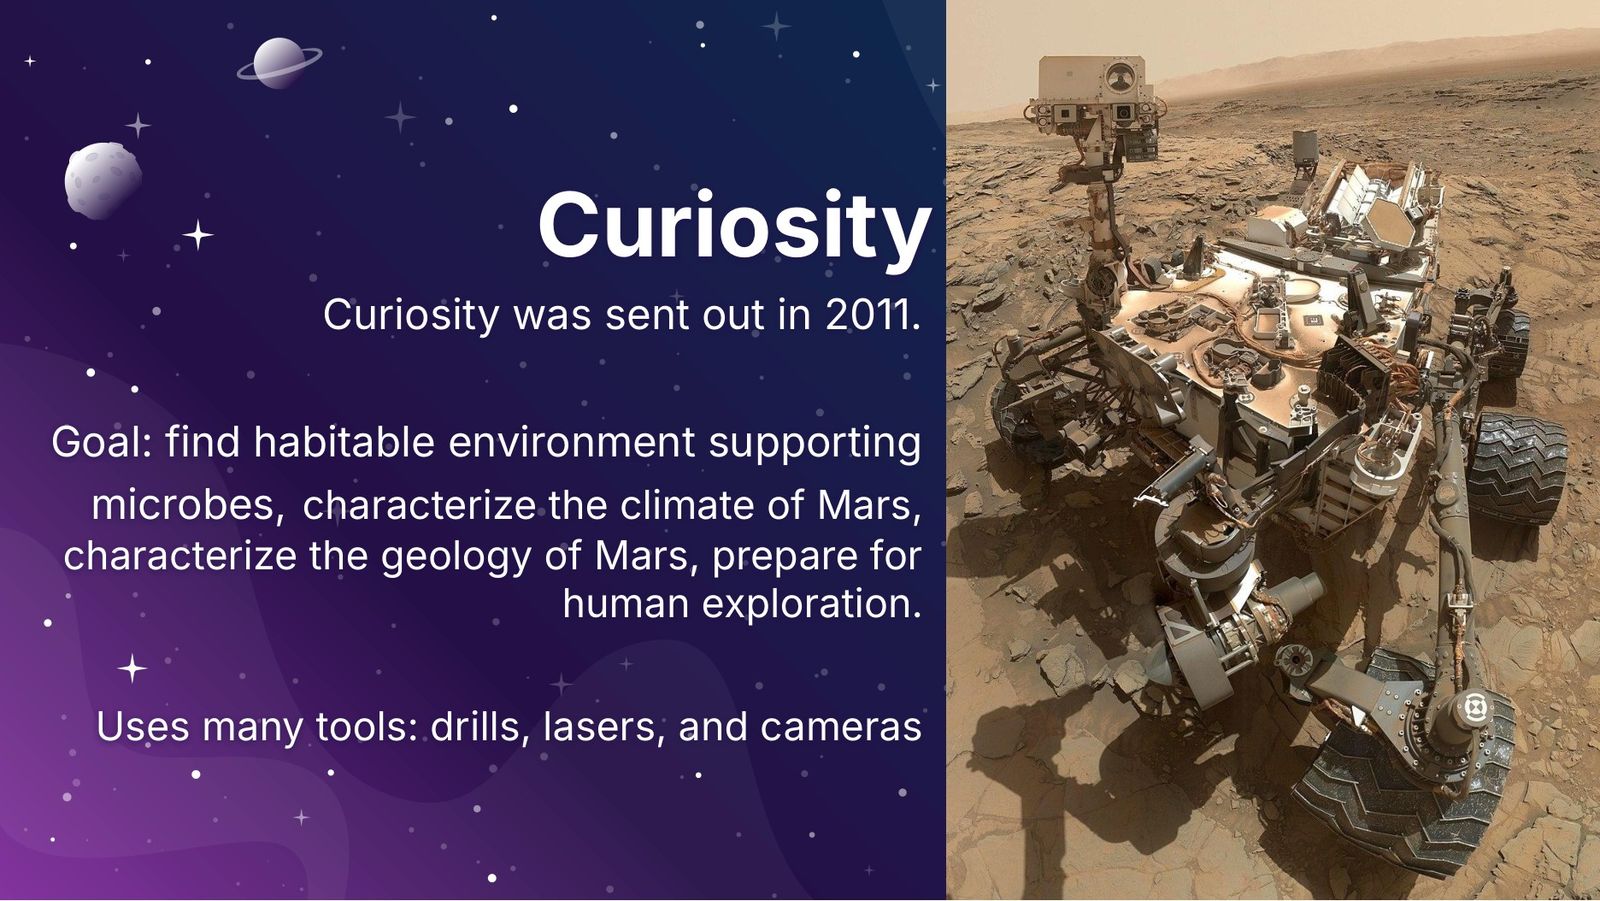 Curiosity
Curiosity was sent out in 2011.
Goal: find habitable environment supporting
microbes, characterize the climate of Mars,
characterize the geology of Mars, prepare for
human exploration.
Uses many tools: drills, lasers, and cameras